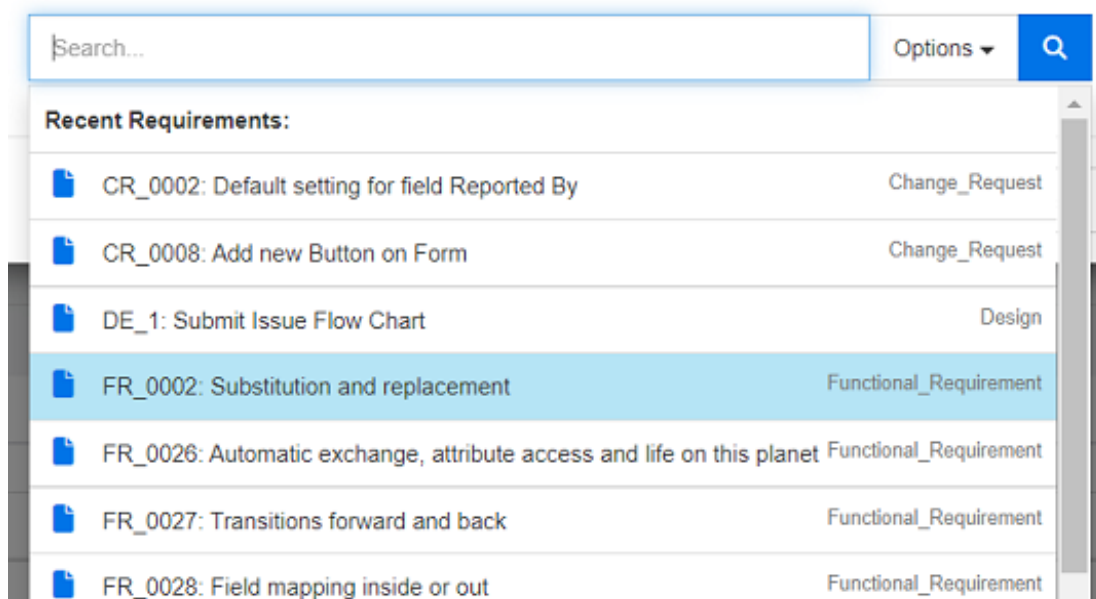 Search...
Options
Recent Requirements:
CR_0002: Default setting for field Reported By Change_Request
CR_0008: Add new Button on Form Change_Request
DE_1: Submit Issue Flow Chart Design
FR_0002: Substitution and replacement Functional_Requirement
FR_0026: Automatic exchange, attribute access and life on this planet Functional_Requirement
FR_0027: Transitions forward and back Functional_Requirement
FR_0028: Field mapping inside or out Functional_Requirement